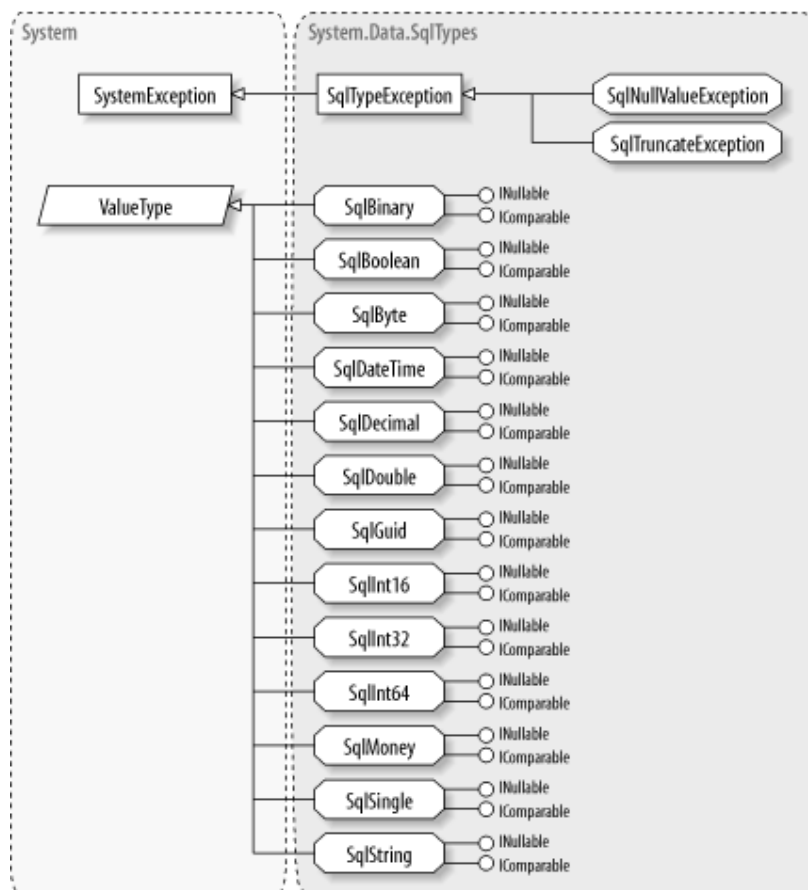 System
System.Data.SqlTypes
SystemException
SqlTypeException
SqlNullValueException
SqlTruncateException
ValueType
SqlBinary
INullable
IComparable
SqlBoolean
INullable
IComparable
SqlByte
INullable
IComparable
SqlDateTime
INullable
IComparable
SqlDecimal
INullable
IComparable
SqlDouble
INullable
IComparable
SqlGuid
INullable
IComparable
SqlInt16
INullable
IComparable
SqlInt32
INullable
IComparable
SqlInt64
INullable
IComparable
SqlMoney
INullable
IComparable
SqlSingle
INullable
IComparable
SqlString
INullable
IComparable